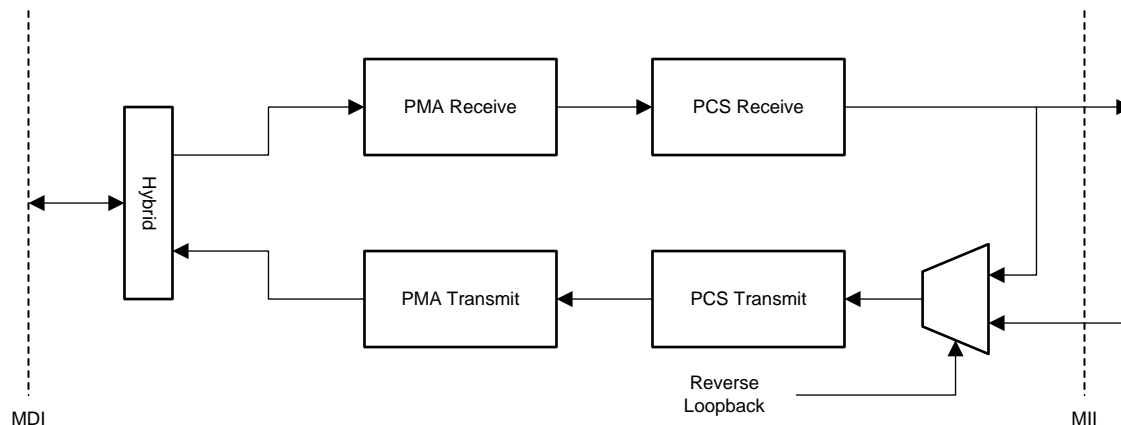 PMA Receive
PCS Receive
Hybrid
PMA Transmit
PCS Transmit
Reverse
Loopback
MDI
MII